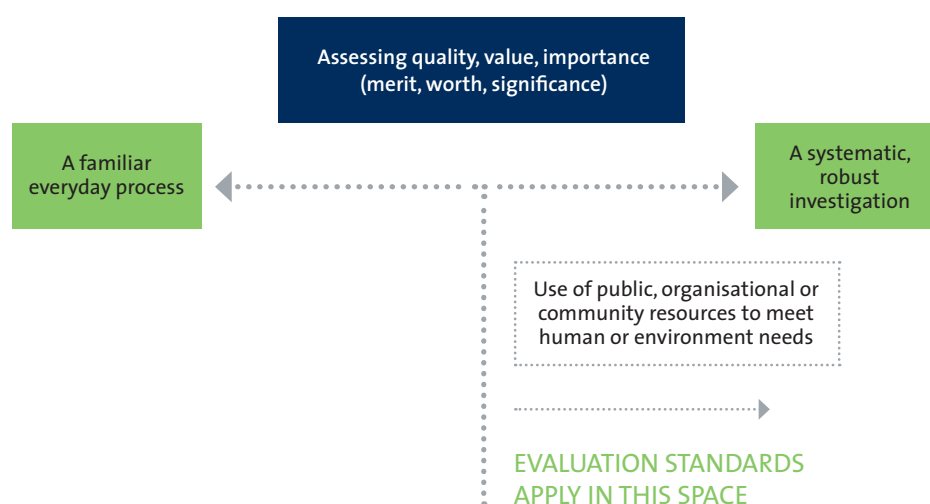 Assessing quality, value, importance
(merit, worth, significance)
A familiar
everyday process
A systematic,
robust
investigation
Use of public, organisational or
community resources to meet
human or environment needs
EVALUATION STANDARDS
APPLY IN THIS SPACE